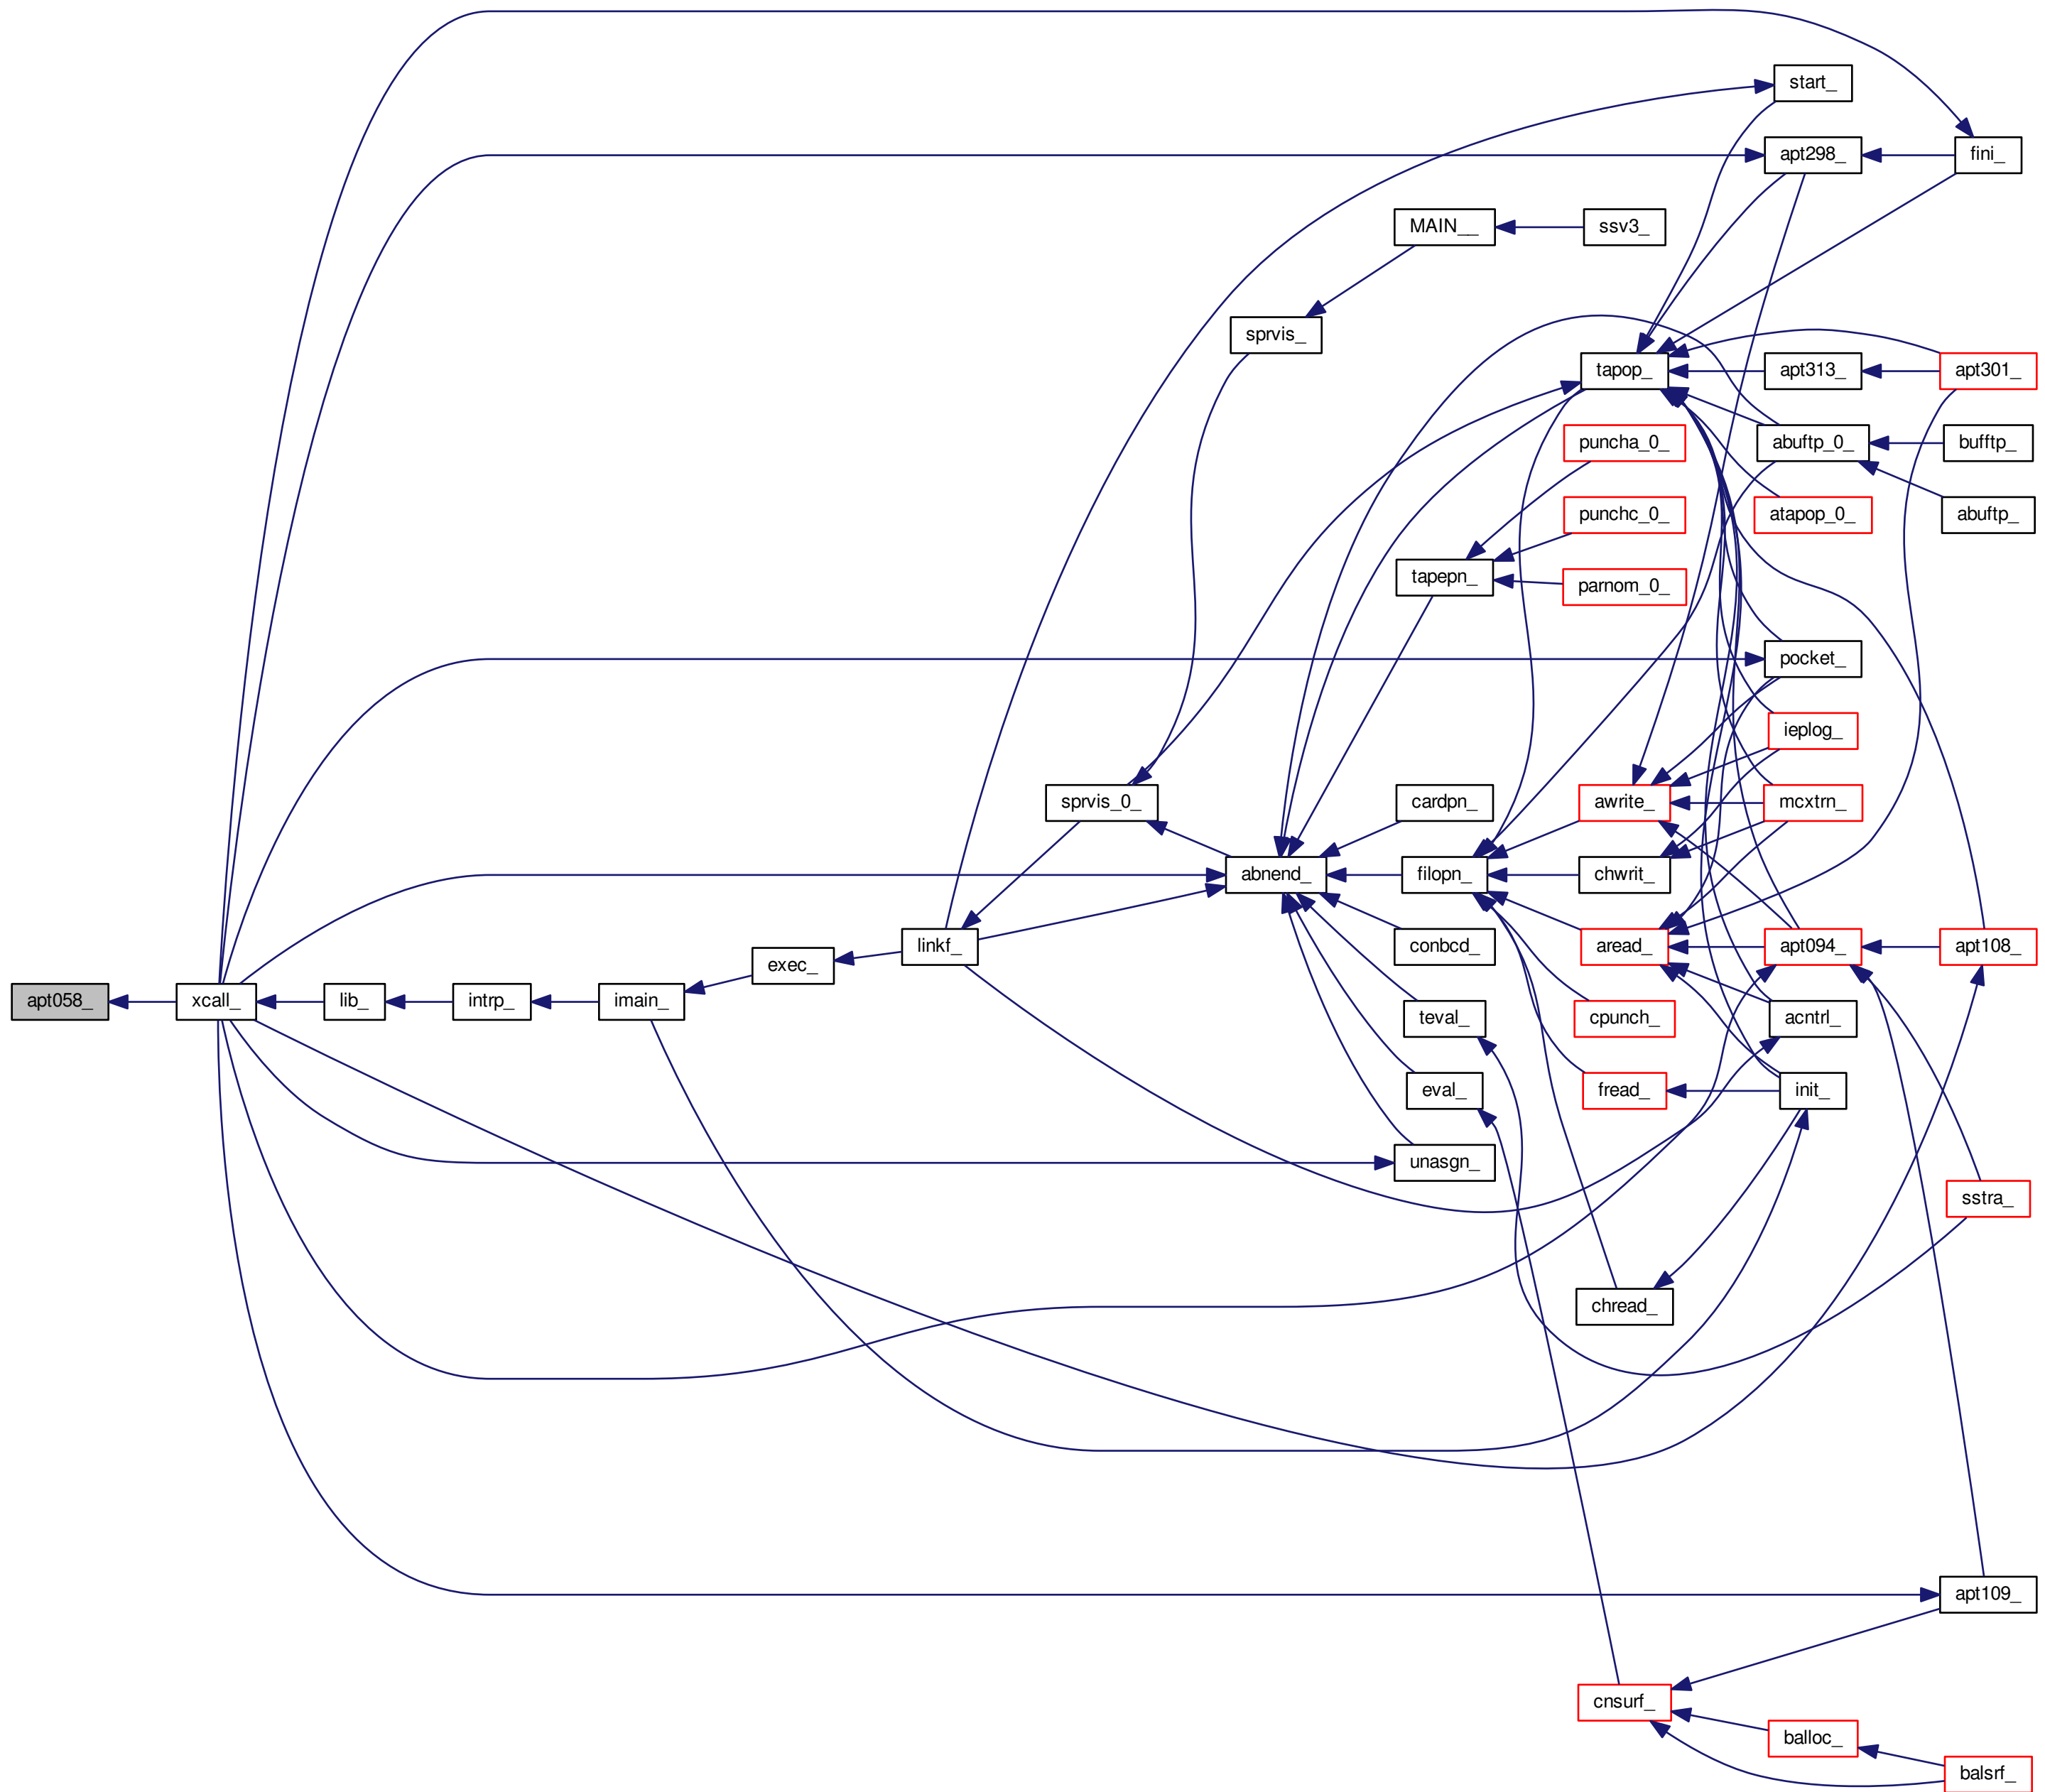 start_
apt298_
fini_
MAIN__
ssv3_
sprvis_
tapop_
apt313_
apt301_
puncha_0_
abuftp_0_
bufftp_
punchc_0_
atapop_0_
abuftp_
tapepn_
parnom_0_
pocket_
ieplog_
sprvis_0_
cardpn_
awrite_
mcxtrn_
abnend_
filopn_
chwrit_
linkf_
conbcd_
aread_
apt094_
apt108_
exec_
apt058_
xcall_
lib_
intrp_
imain_
teval_
cpunch_
acntrl_
eval_
fread_
init_
unasgn_
sstra_
chread_
apt109_
cnsurf_
balloc_
balsrf_